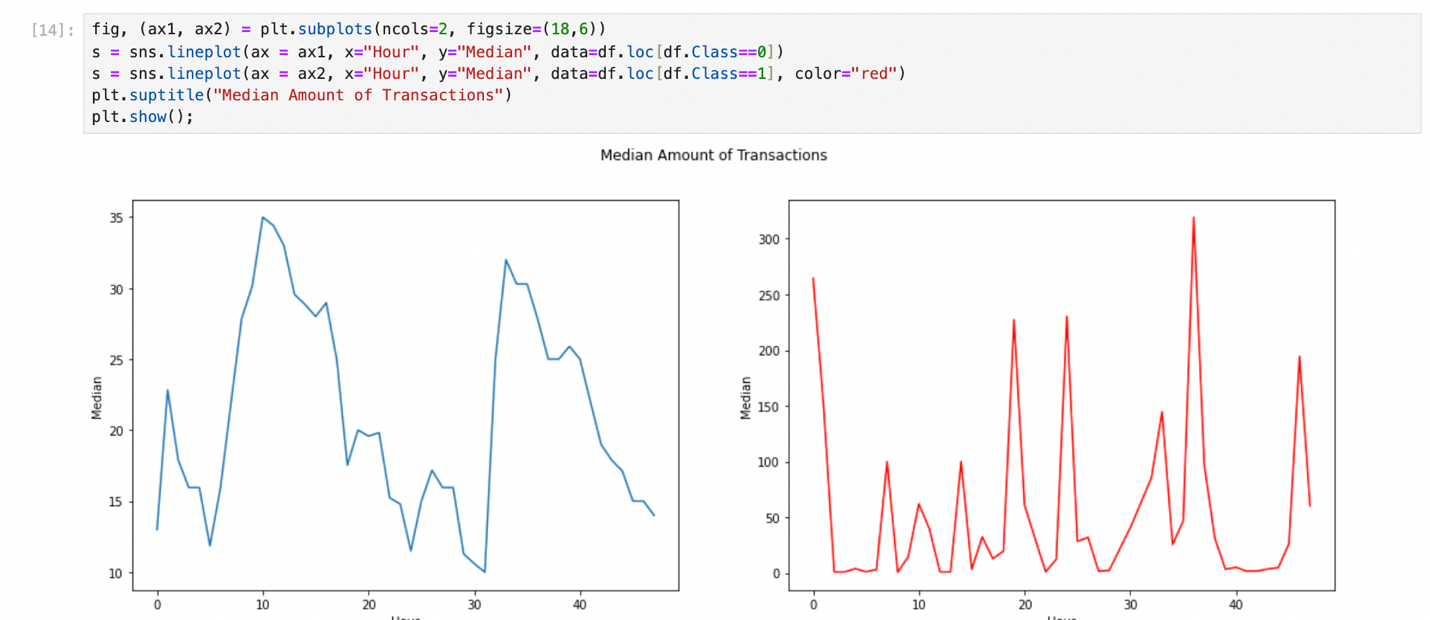 [14]:
fig, (ax1, ax2) = plt.subplots(ncols=2, figsize=(18,6))
s = sns.lineplot(ax = ax1, x="Hour", y="Median", data=df.loc[df.Class==0])
s = sns.lineplot(ax = ax2, x="Hour", y="Median", data=df.loc[df.Class==1], color="red")
plt.suptitle("Median Amount of Transactions")
plt.show();
Median Amount of Transactions
35
30
25
20
15
10
Median
0 10 20 30 40
Hour
300
250
200
150
100
50
0
Median
0 10 20 30 40
Hour